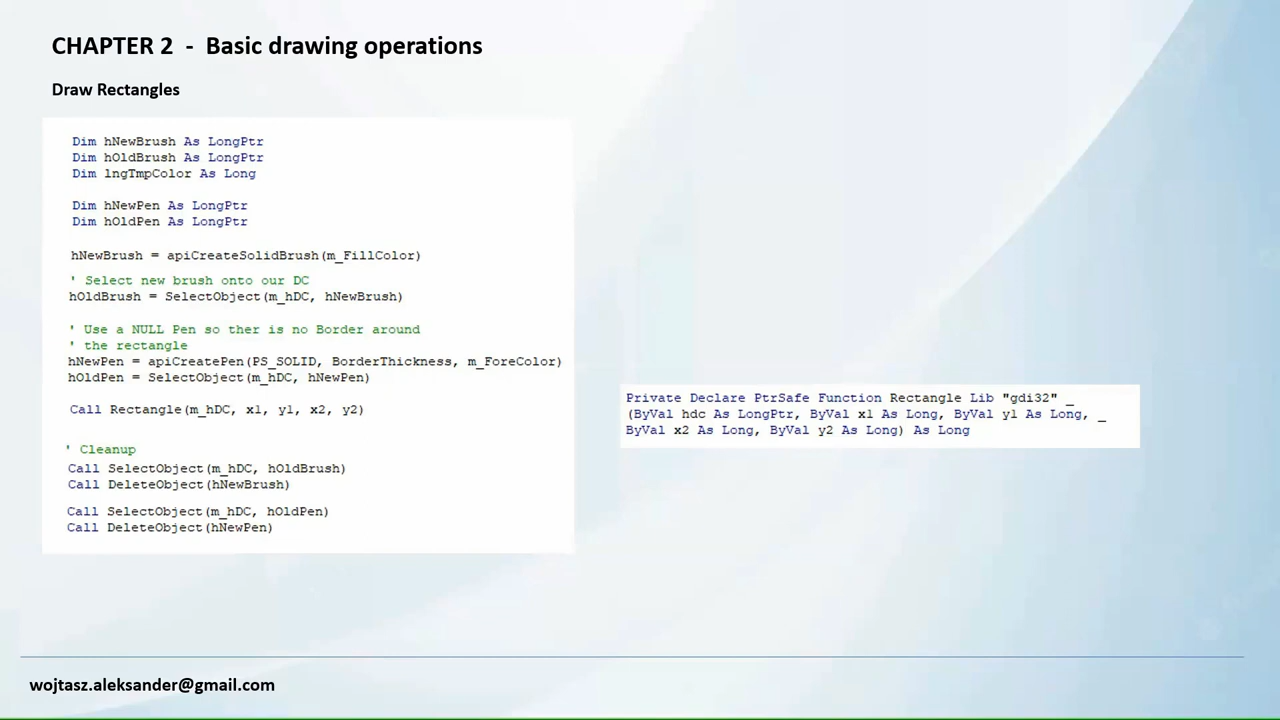 CHAPTER 2 - Basic drawing operations
Draw Rectangles
Dim hNewBrush As LongPtr
Dim hOldBrush As LongPtr
Dim lngTmpColor As Long
Dim hNewPen As LongPtr
Dim hOldPen As LongPtr
hNewBrush = apiCreateSolidBrush(m_FillColor)
' Select new brush onto our DC
hOldBrush = SelectObject(m_hDC, hNewBrush)
' Use a NULL Pen so ther is no Border around
' the rectangle
hNewPen = apiCreatePen(PS_SOLID, BorderThickness, m_ForeColor)
hOldPen = SelectObject(m_hDC, hNewPen)
Call Rectangle(m_hDC, x1, y1, x2, y2)
' Cleanup
Call SelectObject(m_hDC, hOldBrush)
Call DeleteObject(hNewBrush)
Call SelectObject(m_hDC, hOldPen)
Call DeleteObject(hNewPen)
Private Declare PtrSafe Function Rectangle Lib "gdi32" _
(ByVal hdc As LongPtr, ByVal x1 As Long, ByVal y1 As Long, _
ByVal x2 As Long, ByVal y2 As Long) As Long
wojtasz.aleksander@gmail.com